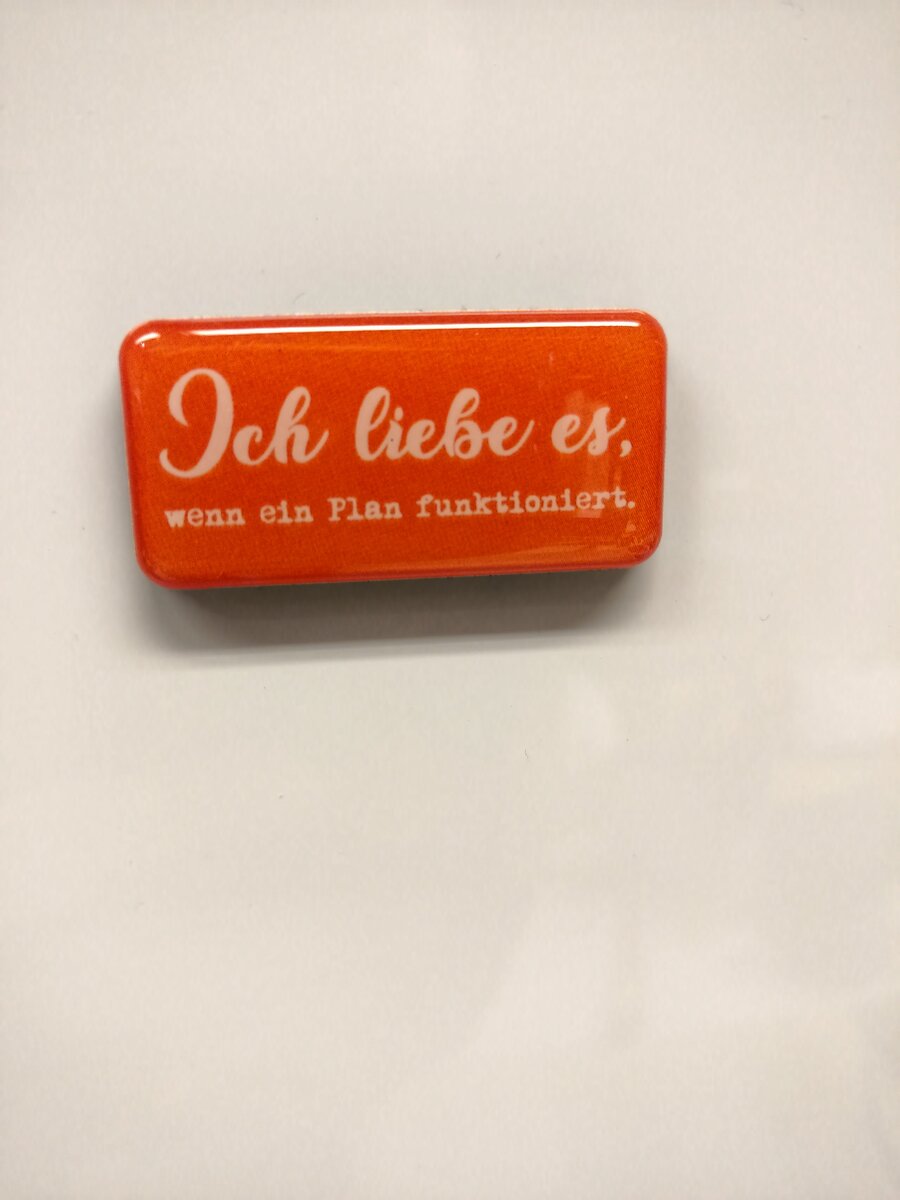 Ich liebe es,
wenn ein Plan funktioniert.